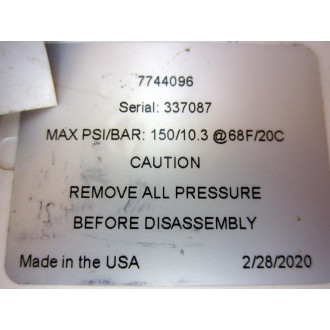 7744096
Serial: 337087
MAX PSI/BAR: 150/10.3 @68F/20C
CAUTION
REMOVE ALL PRESSURE
BEFORE DISASSEMBLY
Made in the USA 2/28/2020